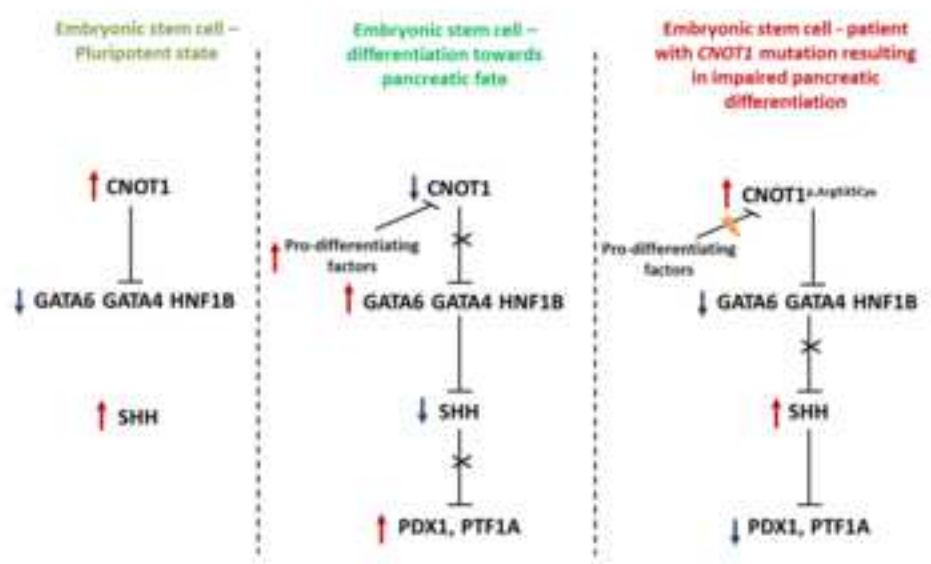 Embryonic stem cell –
Pluripotent state
Embryonic stem cell –
differentiation towards
pancreatic fate
Embryonic stem cell - patient
with CNOT1 mutation resulting
in impaired pancreatic
differentiation
CNOT1
GATA6 GATA4 HNF1B
SHH
CNOT1
Pro-differentiating
factors
GATA6 GATA4 HNF1B
SHH
PDX1, PTF1A
CNOT1
Pro-differentiating
factors
GATA6 GATA4 HNF1B
SHH
PDX1, PTF1A